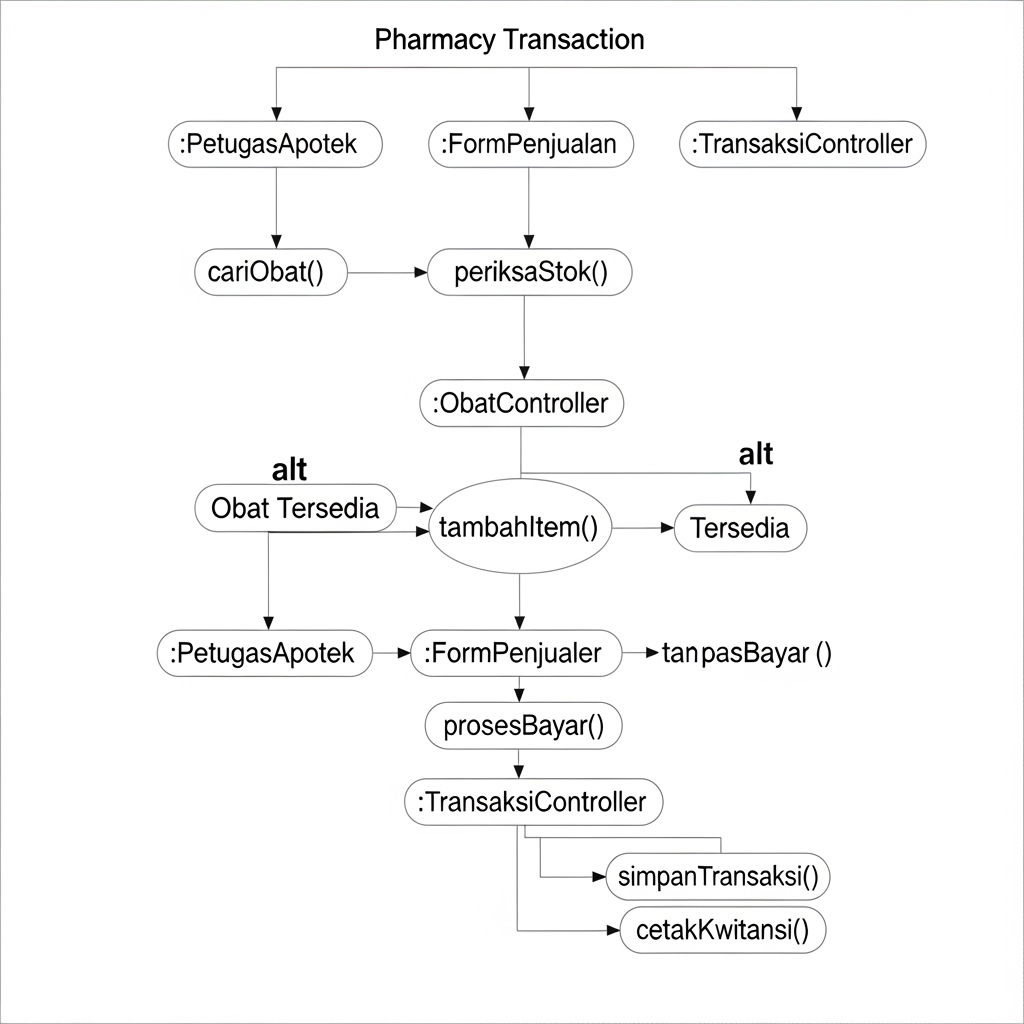 Pharmacy Transaction
:PetugasApotek
:FormPenjualan
:TransaksiController
cariObat()
periksaStok()
:ObatController
alt
alt
Obat Tersedia
tambahItem()
Tersedia
:PetugasApotek
:FormPenjualer
tanpasBayar ()
prosesBayar()
:TransaksiController
simpanTransaksi()
cetakKwitansi()